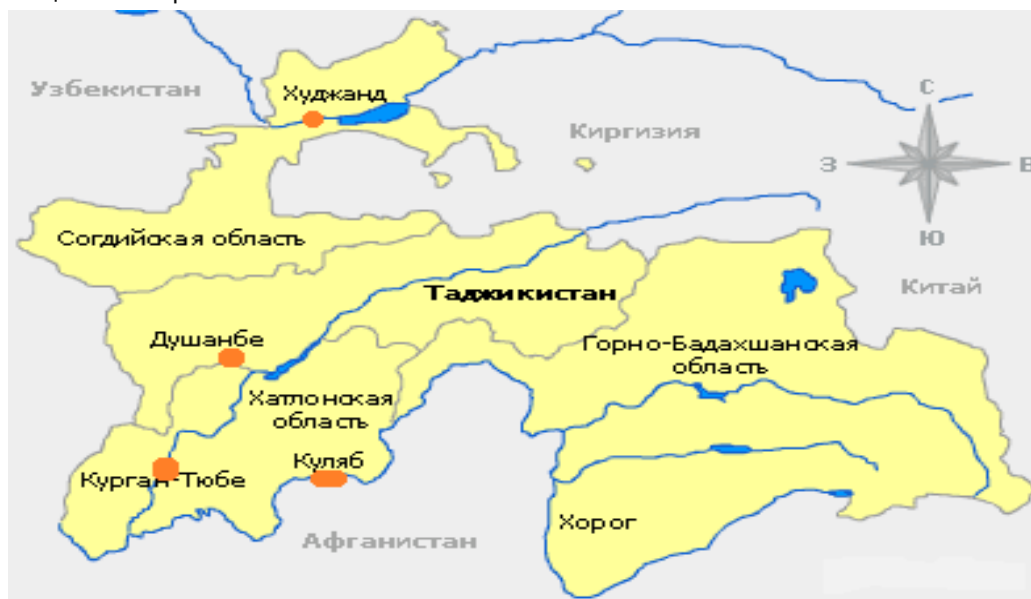 Узбекистан
Худжанд
Киргизия
С
З
В
Ю
Согдийская область
Таджикистан
Китай
Душанбе
Горно-Бадахшанская
область
Хатлонская
область
Куляб
Курган-Тюбе
Хорог
Афганистан